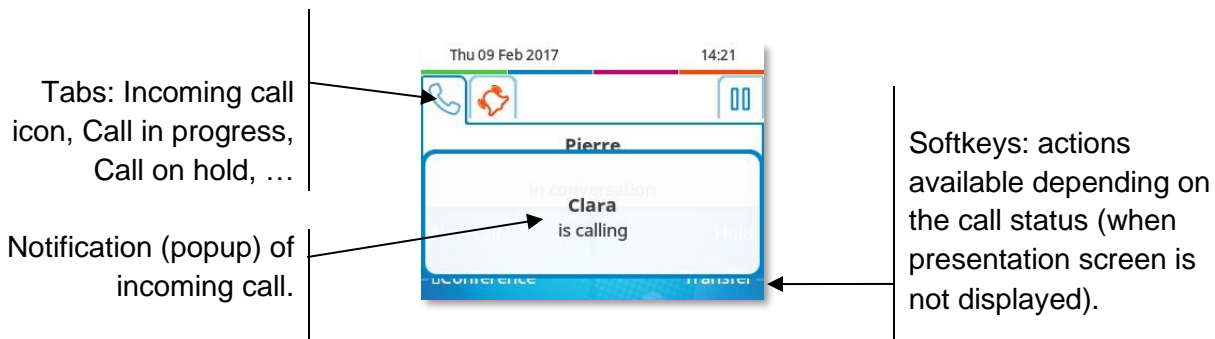 Thu 09 Feb 2017 14:21
Tabs: Incoming call
icon, Call in progress,
Call on hold, …
Notification (popup) of
incoming call.
Pierre
in conversation
Clara
is calling
Hold
Conference Transfer
Softkeys: actions
available depending on
the call status (when
presentation screen is
not displayed).